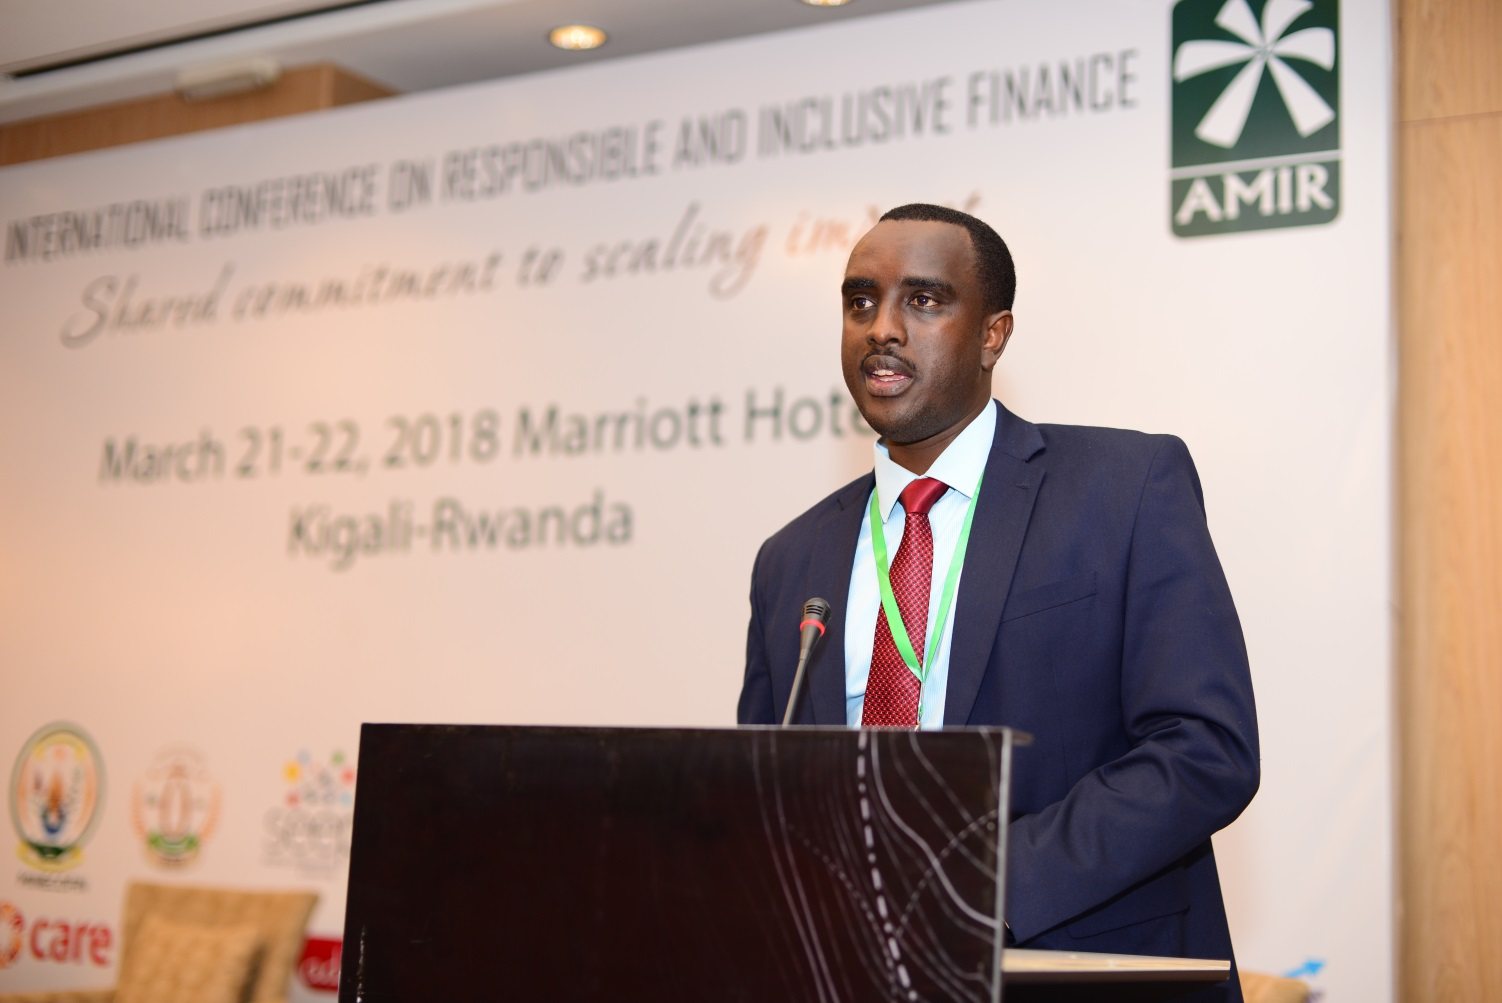 INTERNATIONAL CONFERENCE ON RESPONSIBLE AND INCLUSIVE FINANCE
Shared commitment to scaling
March 21-22, 2018 Marriott
Kigali-Rwanda
AMIR
care